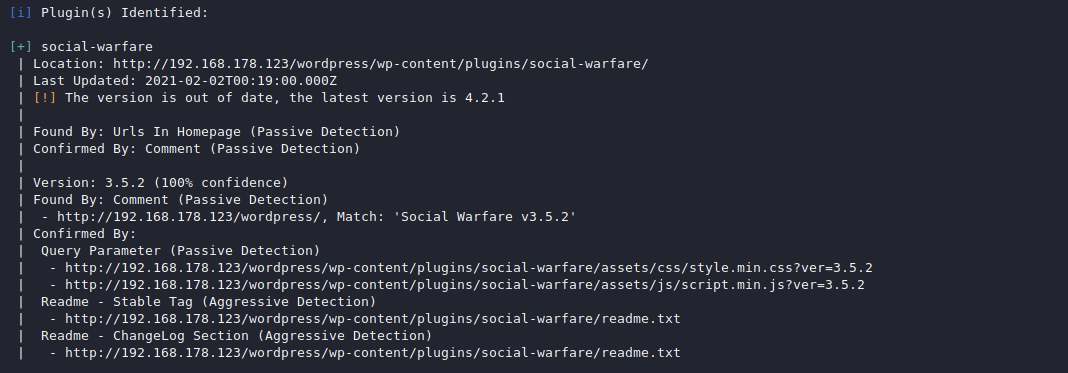 [i] Plugin(s) Identified:

[+] social-warfare
 | Location: http://192.168.178.123/wordpress/wp-content/plugins/social-warfare/
 | Last Updated: 2021-02-02T00:19:00.000Z
 | [!] The version is out of date, the latest version is 4.2.1
 |
 | Found By: Urls In Homepage (Passive Detection)
 | Confirmed By: Comment (Passive Detection)
 |
 | Version: 3.5.2 (100% confidence)
 | Found By: Comment (Passive Detection)
 |  - http://192.168.178.123/wordpress/, Match: 'Social Warfare v3.5.2'
 | Confirmed By:
 |  Query Parameter (Passive Detection)
 |   - http://192.168.178.123/wordpress/wp-content/plugins/social-warfare/assets/css/style.min.css?ver=3.5.2
 |   - http://192.168.178.123/wordpress/wp-content/plugins/social-warfare/assets/js/script.min.js?ver=3.5.2
 |  Readme - Stable Tag (Aggressive Detection)
 |   - http://192.168.178.123/wordpress/wp-content/plugins/social-warfare/readme.txt
 |  Readme - ChangeLog Section (Aggressive Detection)
 |   - http://192.168.178.123/wordpress/wp-content/plugins/social-warfare/readme.txt